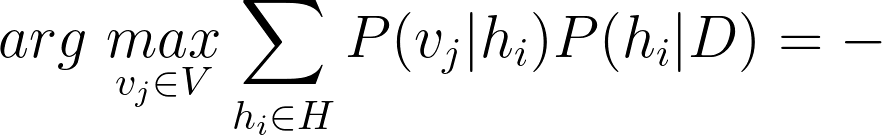 arg max_{v_j∈V} ∑_{h_i∈H} P(v_j|h_i)P(h_i|D) = −